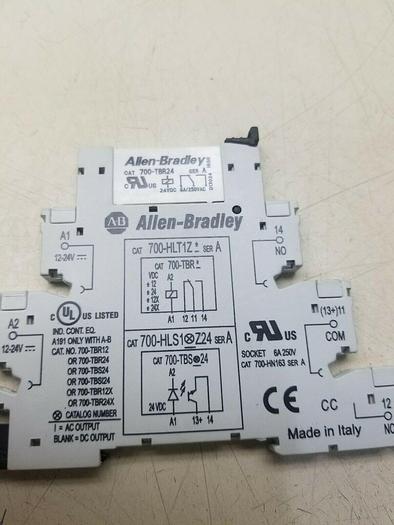 Allen-Bradley
CAT 700-TBR24 SER A
C US 24VDC 6A/250VAC
AB Allen-Bradley
CAT 700-HLT1Z* SER A
700-TBR*
VDC
* 12
* 24
* 12X
* 24X
A2
A1 12 11 14
CAT 700-HLS1⊗Z24 SER A
700-TBS⊗24
A2
24 VDC
A1 13+ 14
A1
12-24V
A2
12-24V
C UL US LISTED
IND. CONT. EQ.
A191 ONLY WITH A-B
CAT. NO. 700-TBR12
OR 700-TBR24
OR 700-TBS24
OR 700-TBSI24
OR 700-TBR12X
OR 700-TBR24X
⊗ CATALOG NUMBER
I = AC OUTPUT
BLANK = DC OUTPUT
14
NO
(13+)11
COM
C US
SOCKET 6A 250V
CAT 700-HN163 SER A
CE
CC
12
Made in Italy